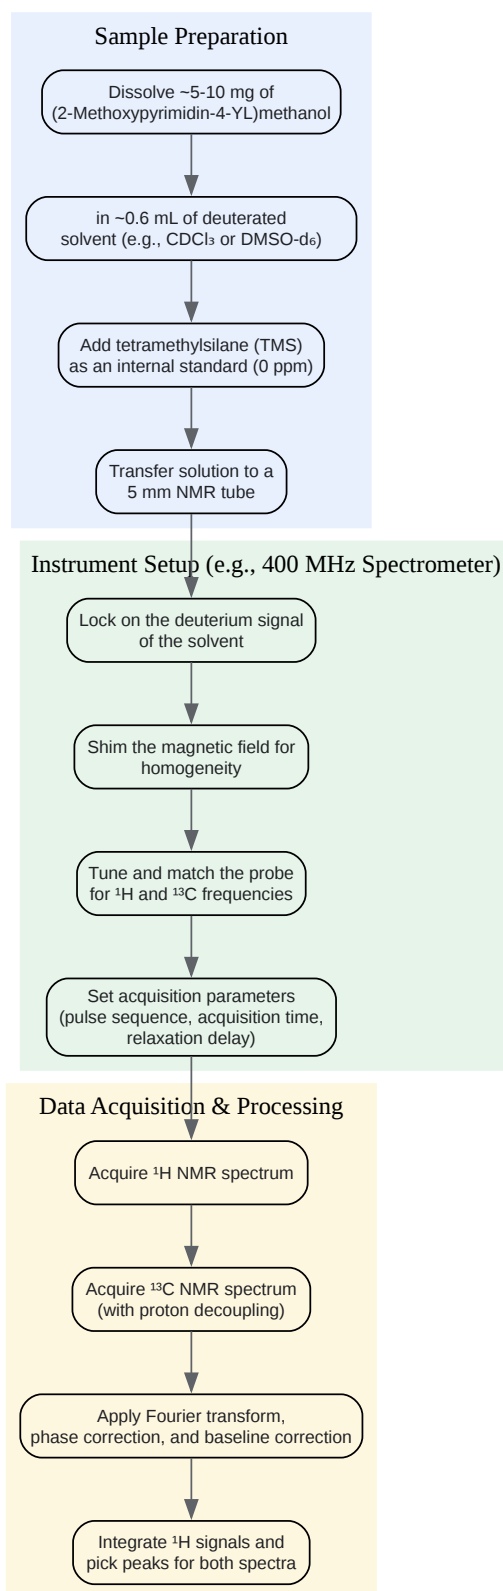 Sample Preparation
Dissolve ~5-10 mg of
(2-Methoxypyrimidin-4-YL)methanol
in ~0.6 mL of deuterated
solvent (e.g., CDCl₃ or DMSO-d₆)
Add tetramethylsilane (TMS)
as an internal standard (0 ppm)
Transfer solution to a
5 mm NMR tube
Instrument Setup (e.g., 400 MHz Spectrometer)
Lock on the deuterium signal
of the solvent
Shim the magnetic field for
homogeneity
Tune and match the probe
for ¹H and ¹³C frequencies
Set acquisition parameters
(pulse sequence, acquisition time,
relaxation delay)
Data Acquisition & Processing
Acquire ¹H NMR spectrum
Acquire ¹³C NMR spectrum
(with proton decoupling)
Apply Fourier transform,
phase correction, and baseline correction
Integrate ¹H signals and
pick peaks for both spectra